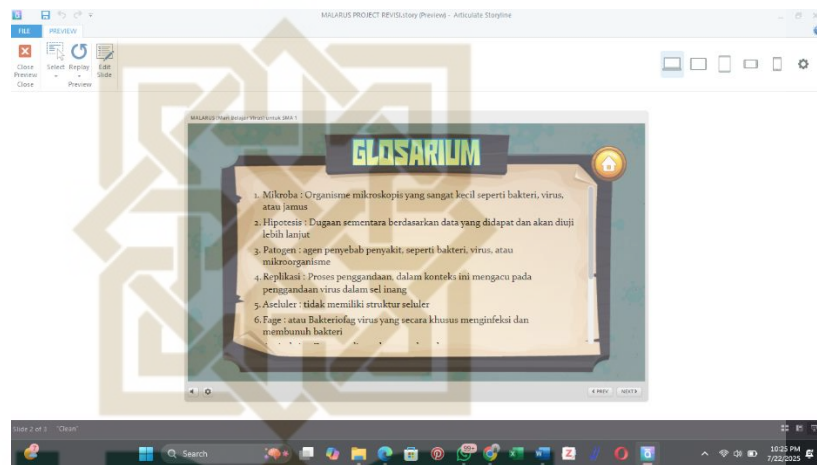 MALARUS PROJECT REVISI.story (Preview) - Articulate Storyline
FILE PREVIEW
Close Preview
Select
Replay
Edit Slide
Close
Preview
MALARUS (Mari Belajar Virus) untuk SMA 1
GLOSARIUM
1. Mikroba : Organisme mikroskopis yang sangat kecil seperti bakteri, virus,
atau jamus
2. Hipotesis : Dugaan sementara berdasarkan data yang didapat dan akan diuji
lebih lanjut
3. Patogen : agen penyebab penyakit, seperti bakteri, virus, atau
mikroorganisme
4. Replikasi : Proses penggandaan, dalam konteks ini mengacu pada
penggandaan virus dalam sel inang
5. Aseluler : tidak memiliki struktur seluler
6. Fage : atau Bakteriofag virus yang secara khusus menginfeksi dan
membunuh bakteri
PREV NEXT
Slide 2 of 3 "Clean"
Search
99+
10:25 PM
7/22/2025